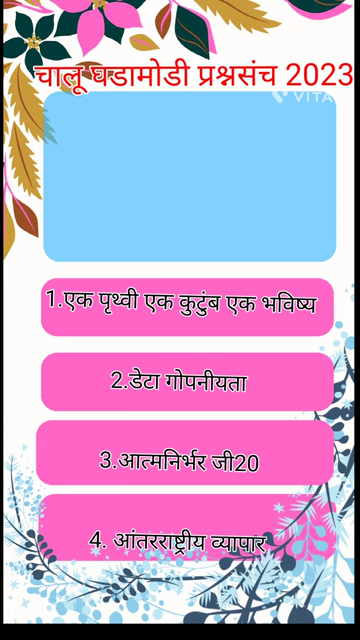 चालू घडामोडी प्रश्नसंच 2023
VITA
1.एक पृथ्वी एक कुटुंब एक भविष्य
2.डेटा गोपनीयता
3.आत्मनिर्भर जी20
4. आंतरराष्ट्रीय व्यापार